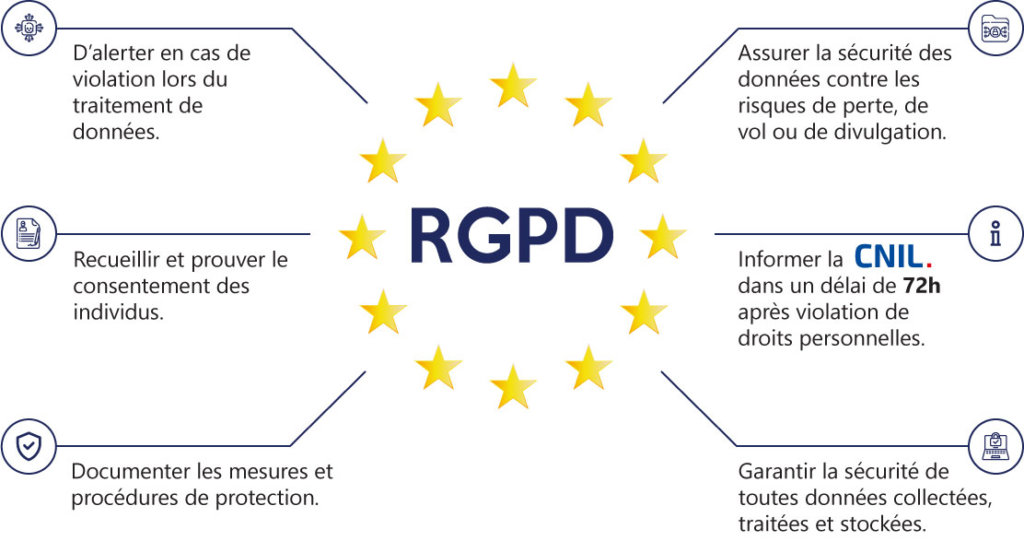 D’alerter en cas de
violation lors du
traitement de
données.
Assurer la sécurité des
données contre les
risques de perte, de
vol ou de divulgation.
Recueillir et prouver le
consentement des
individus.
RGPD
Informer la CNIL.
dans un délai de 72h
après violation de
droits personnelles.
Documenter les mesures et
procédures de protection.
Garantir la sécurité de
toutes données collectées,
traitées et stockées.